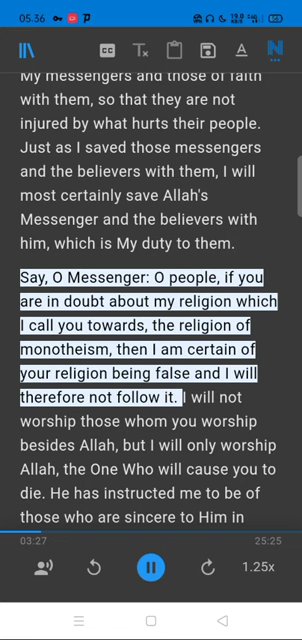 05.36
19.0
58
CC
T
A
N
My messengers and those of faith
with them, so that they are not
injured by what hurts their people.
Just as I saved those messengers
and the believers with them, I will
most certainly save Allah's
Messenger and the believers with
him, which is My duty to them.
Say, O Messenger: O people, if you
are in doubt about my religion which
I call you towards, the religion of
monotheism, then I am certain of
your religion being false and I will
therefore not follow it. I will not
worship those whom you worship
besides Allah, but I will only worship
Allah, the One Who will cause you to
die. He has instructed me to be of
those who are sincere to Him in
03:27
25:25
1.25x